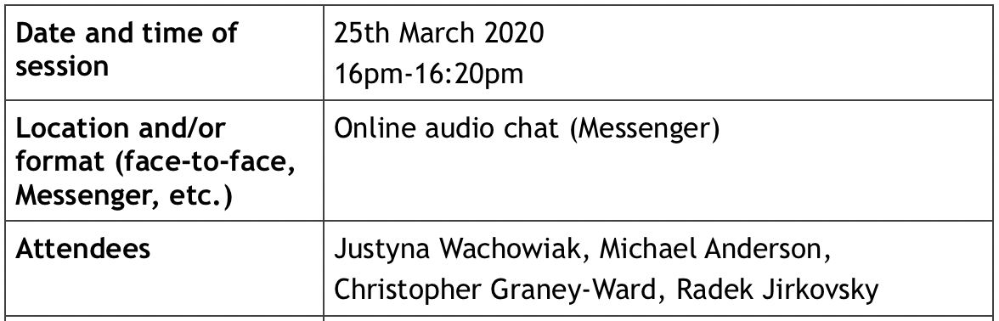 Date and time of
session
25th March 2020
16pm-16:20pm
Location and/or
format (face-to-face,
Messenger, etc.)
Online audio chat (Messenger)
Attendees
Justyna Wachowiak, Michael Anderson,
Christopher Graney-Ward, Radek Jirkovsky